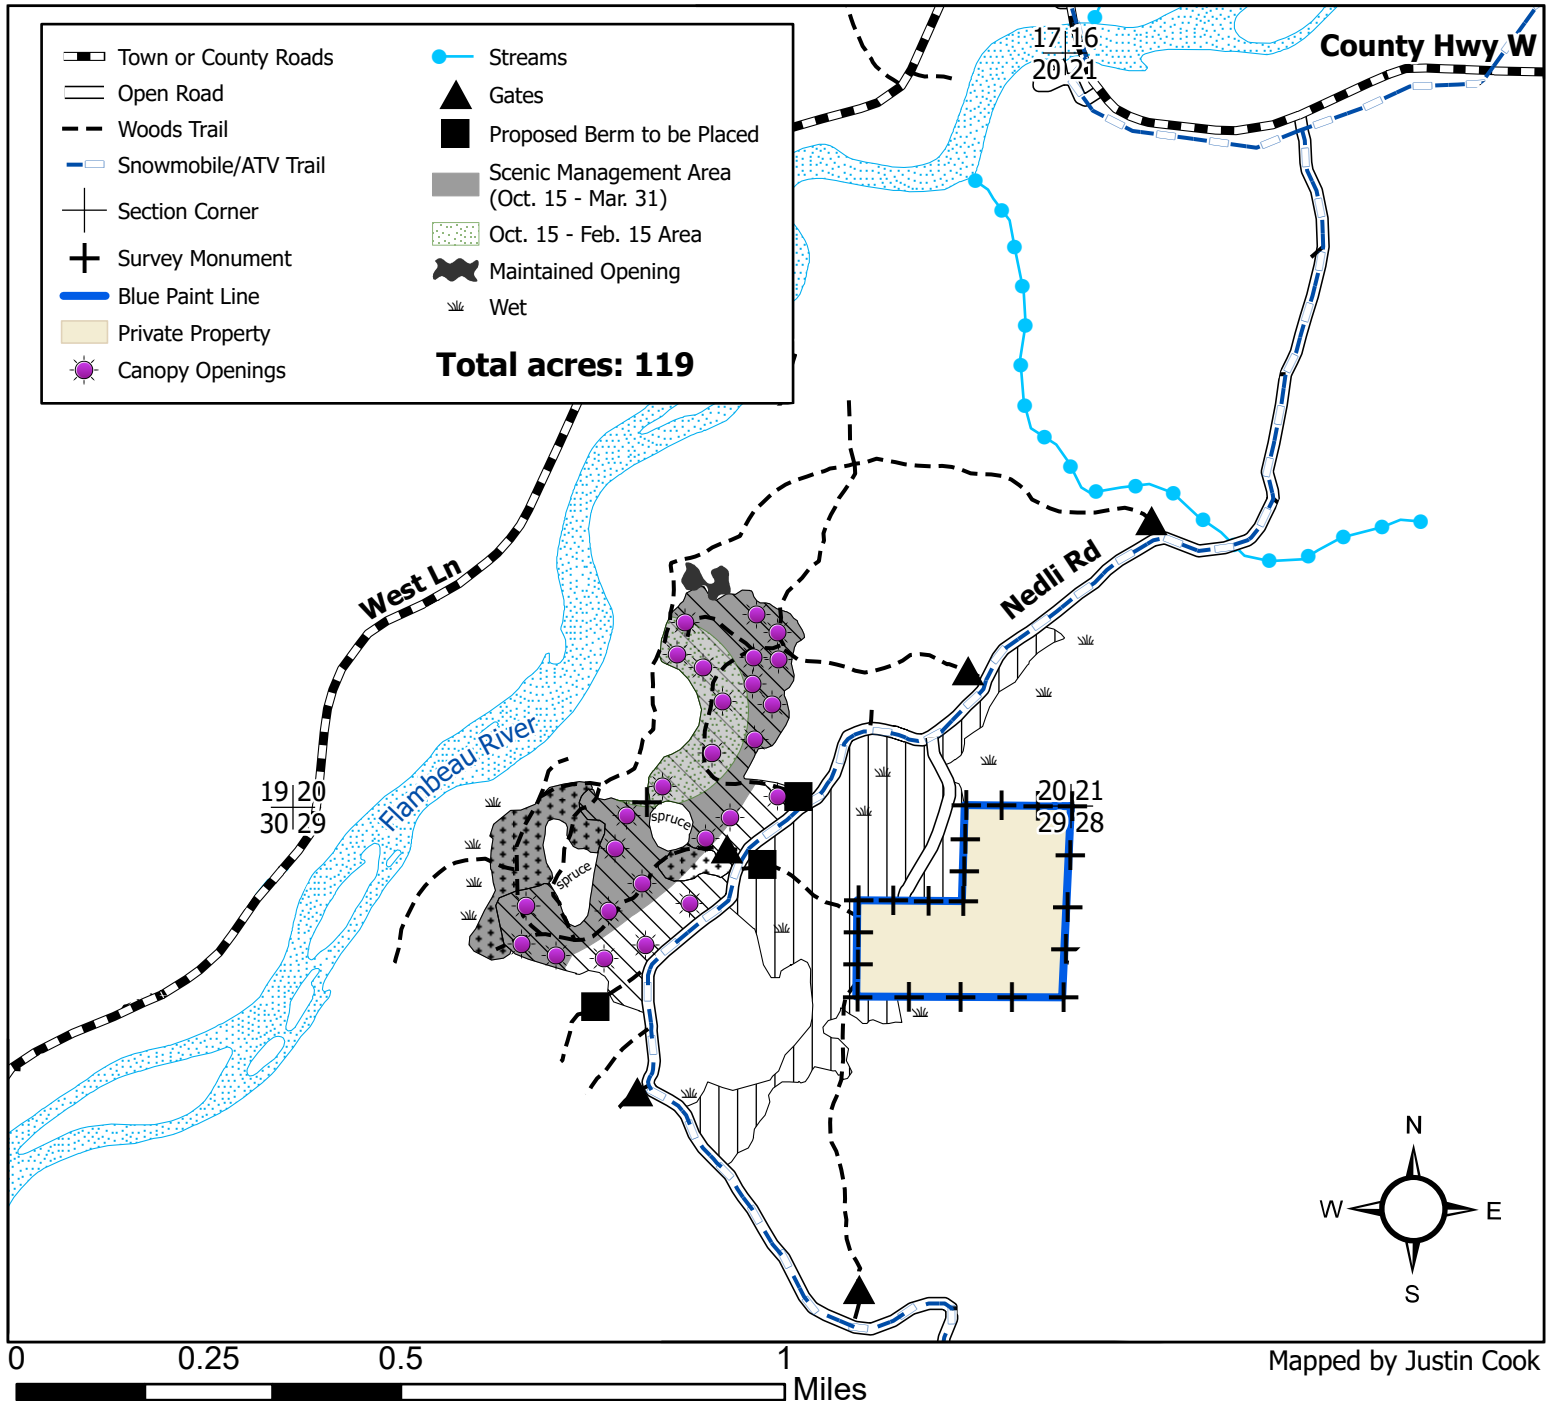 Town or County Roads
Open Road
Woods Trail
Snowmobile/ATV Trail
Section Corner
Survey Monument
Blue Paint Line
Private Property
Canopy Openings
Streams
Gates
Proposed Berm to be Placed
Scenic Management Area
(Oct. 15 - Mar. 31)
Oct. 15 - Feb. 15 Area
Maintained Opening
Wet
Total acres: 119
17 16
20 21
County Hwy W
West Ln
Nedli Rd
Flambeau River
19 20
30 29
spruce
spruce
20 21
29 28
N
W
E
S
0 0.25 0.5 1
Miles
Mapped by Justin Cook